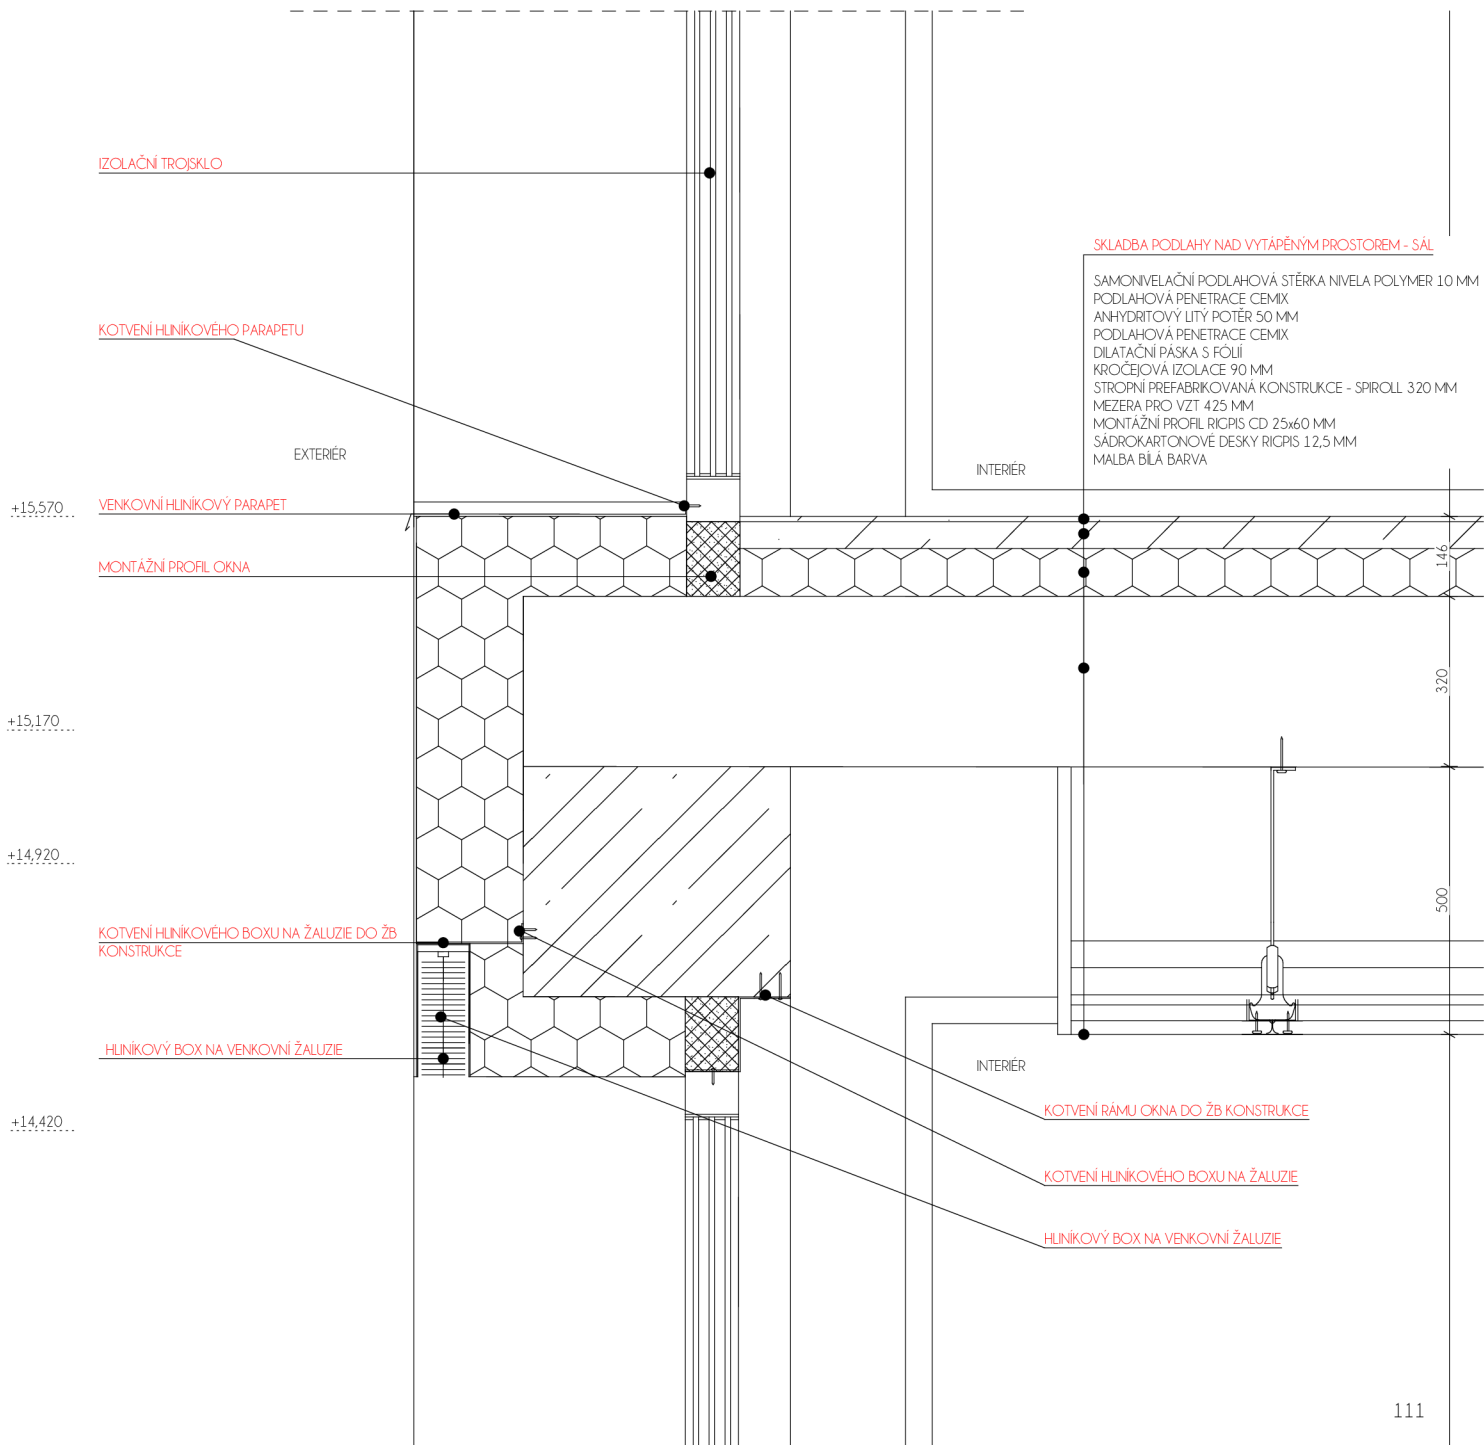 IZOLAČNÍ TROJSKLO
SKLADBA PODLAHY NAD VYTÁPĚNÝM PROSTOREM - SÁL
SAMONIVELAČNÍ PODLAHOVÁ STĚRKA NIVELA POLYMER 10 MM
PODLAHOVÁ PENETRACE CEMIX
ANHYDRITOVÝ LITÝ POTĚR 50 MM
PODLAHOVÁ PENETRACE CEMIX
DILATAČNÍ PÁSKA S FÓLIÍ
KROČEJOVÁ IZOLACE 90 MM
STROPNÍ PREFABRIKOVANÁ KONSTRUKCE - SPIROLL 320 MM
MEZERA PRO VZT 425 MM
MONTÁŽNÍ PROFIL RIGPIS CD 25x60 MM
SÁDROKARTONOVÉ DESKY RIGPIS 12,5 MM
MALBA BÍLÁ BARVA
KOTVENÍ HLINÍKOVÉHO PARAPETU
EXTERIÉR
INTERIÉR
VENKOVNÍ HLINÍKOVÝ PARAPET
+15,570
146
MONTÁŽNÍ PROFIL OKNA
320
+15,170
+14,920
500
KOTVENÍ HLINÍKOVÉHO BOXU NA ŽALUZIE DO ŽB
KONSTRUKCE
HLINÍKOVÝ BOX NA VENKOVNÍ ŽALUZIE
INTERIÉR
+14,420
KOTVENÍ RÁMU OKNA DO ŽB KONSTRUKCE
KOTVENÍ HLINÍKOVÉHO BOXU NA ŽALUZIE
HLINÍKOVÝ BOX NA VENKOVNÍ ŽALUZIE
111